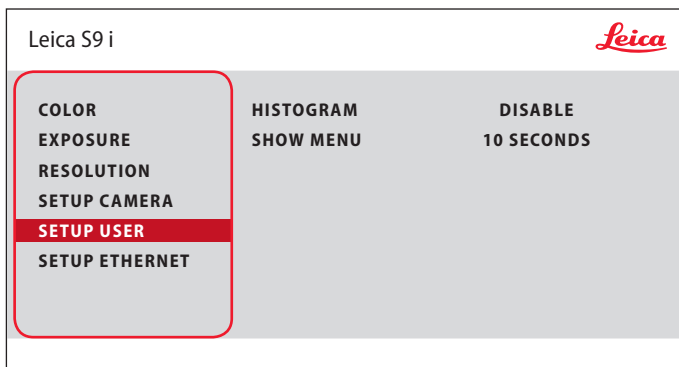 Leica S9 i
Leica
COLOR HISTOGRAM DISABLE
EXPOSURE SHOW MENU 10 SECONDS
RESOLUTION
SETUP CAMERA
SETUP USER
SETUP ETHERNET